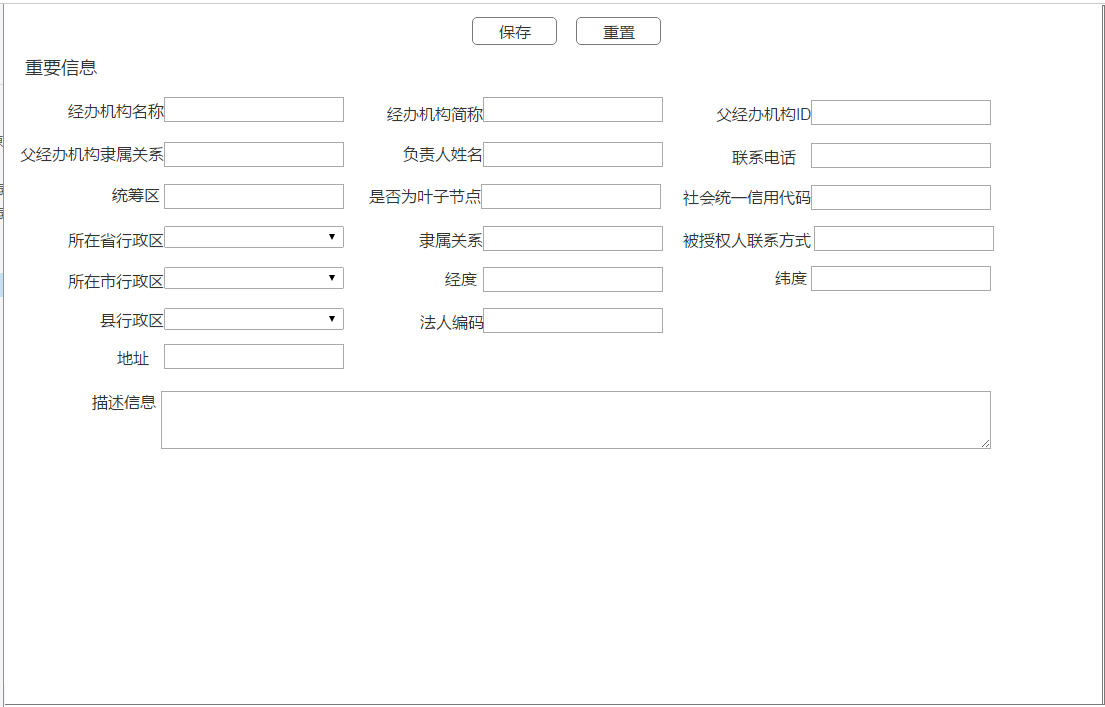 保存 重置
重要信息
经办机构名称 经办机构简称 父经办机构ID
父经办机构隶属关系 负责人姓名 联系电话
统筹区 是否为叶子节点 社会统一信用代码
所在省行政区 隶属关系 被授权人联系方式
所在市行政区 经度 纬度
县行政区 法人编码
地址
描述信息